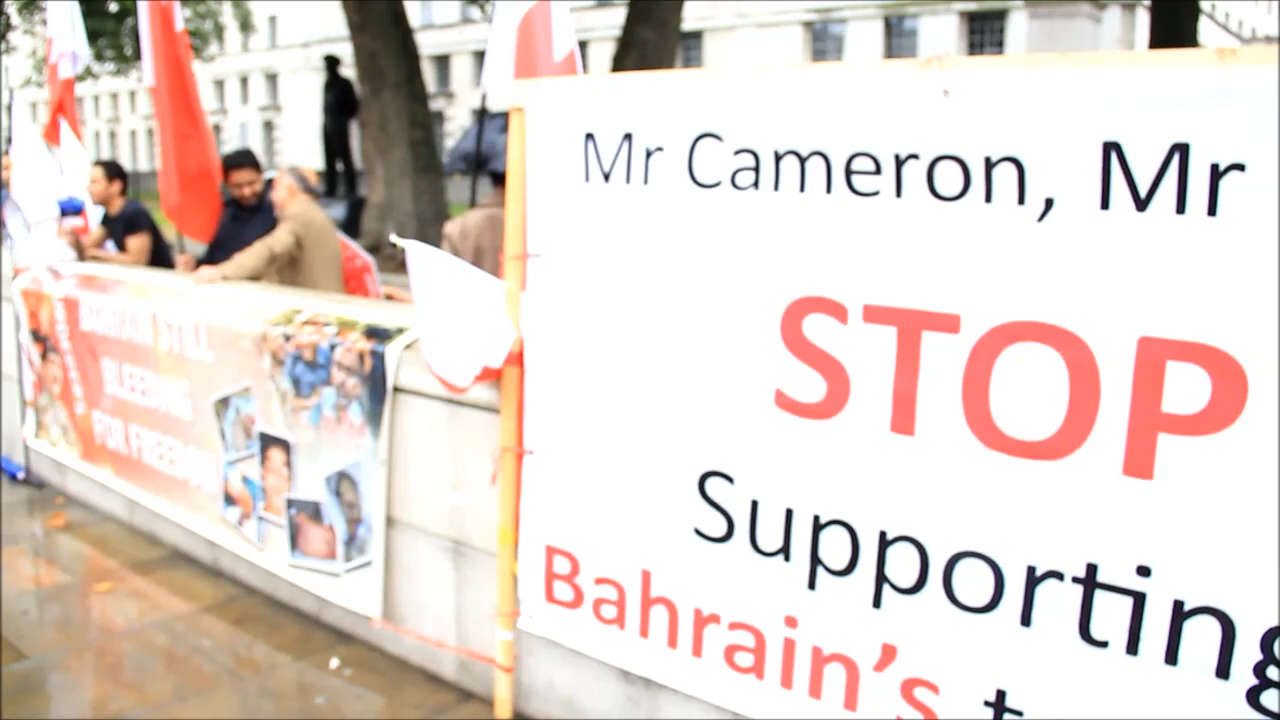 Mr Cameron, Mr
STOP
Supporting
Bahrain's
STILL
BLEEDING
FOR FREEDOM